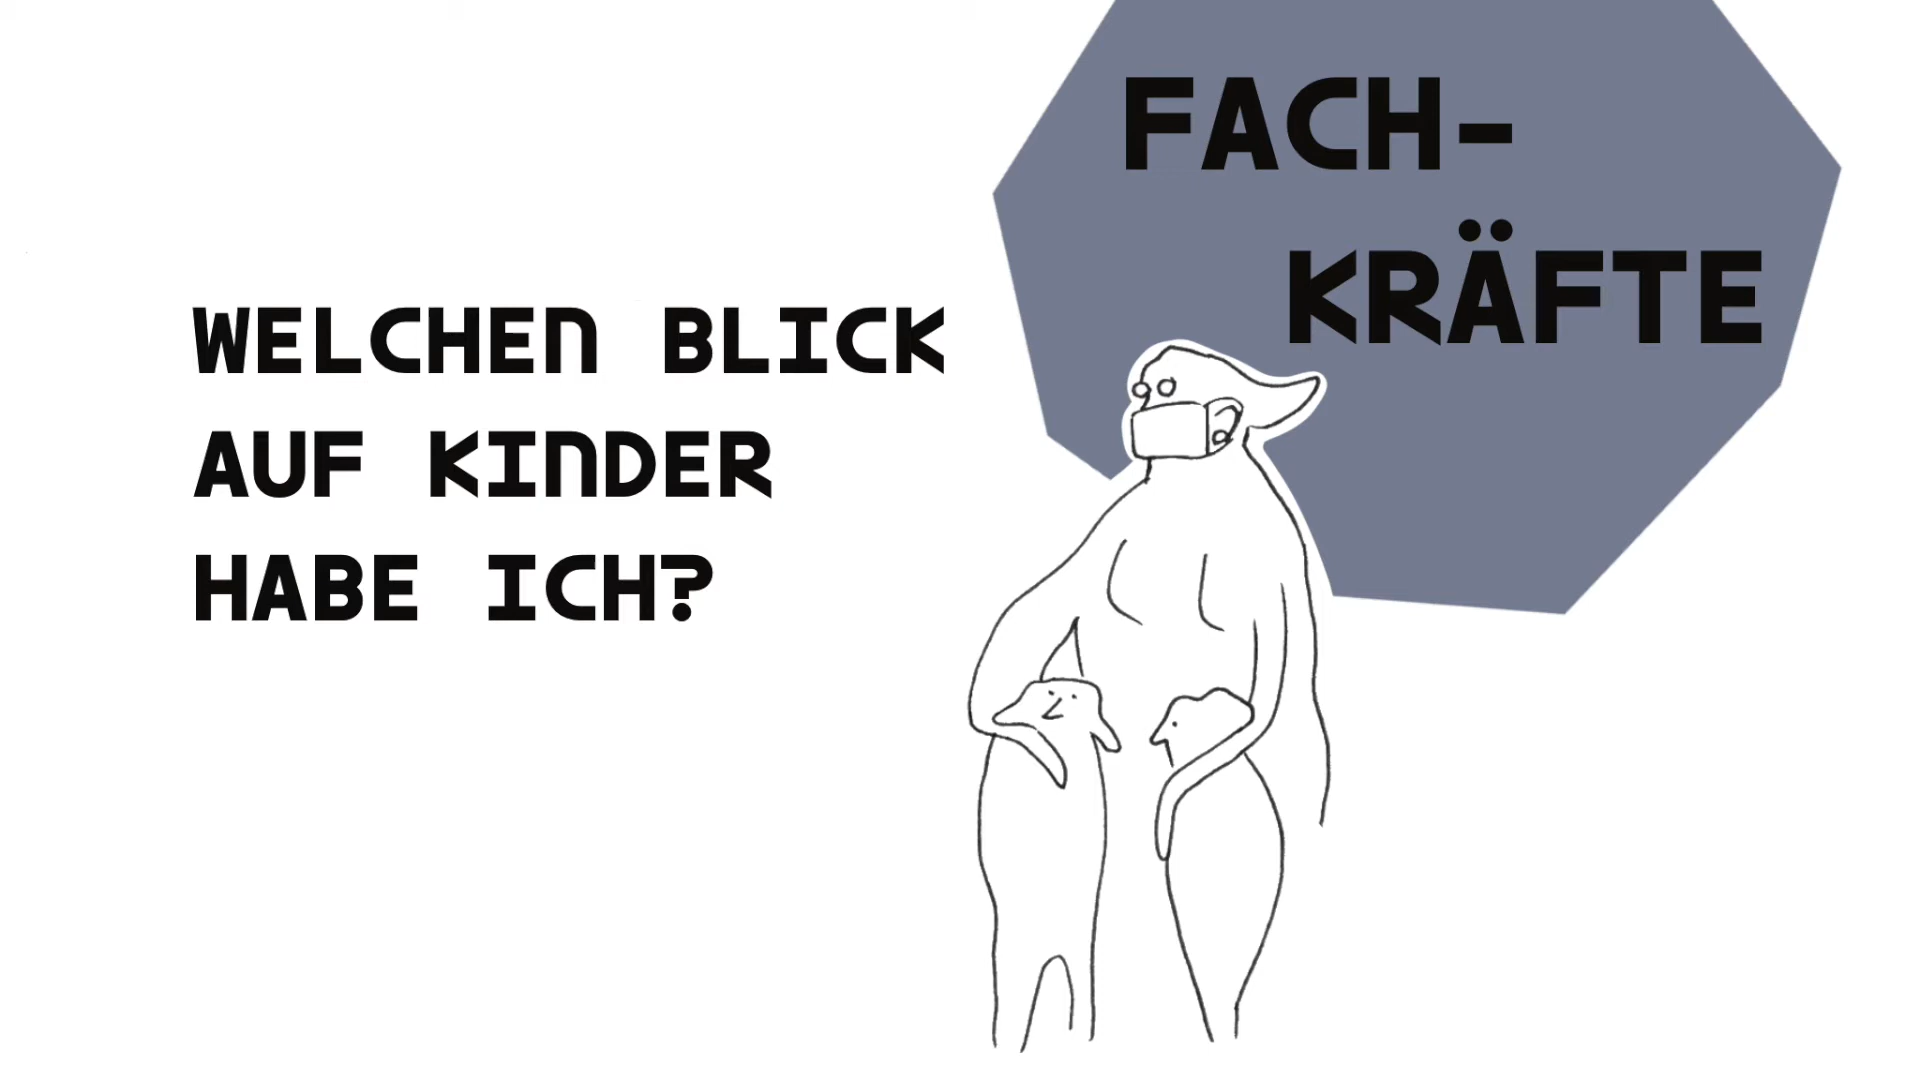 FACH-
KRÄFTE
WELCHEN BLICK
AUF KINDER
HABE ICH?